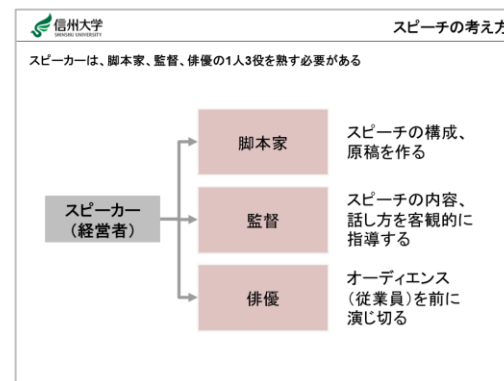 信州大学
SHINSHU UNIVERSITY
スピーチの考え方
スピーカーは、脚本家、監督、俳優の1人3役を熟す必要がある
スピーカー
（経営者）
脚本家
スピーチの構成、
原稿を作る
監督
スピーチの内容、
話し方を客観的に
指導する
俳優
オーディエンス
（従業員）を前に
演じ切る